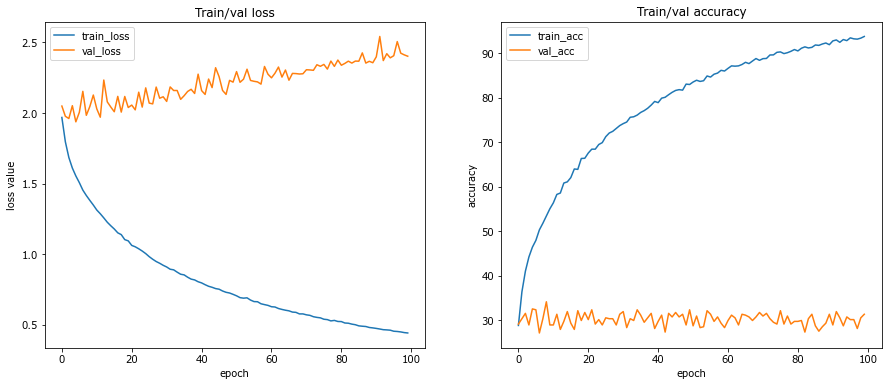 Train/val loss
train_loss
val_loss
2.5
2.0
1.5
1.0
0.5
loss value
0
20
40
60
80
100
epoch
Train/val accuracy
train_acc
val_acc
90
80
70
60
50
40
30
accuracy
0
20
40
60
80
100
epoch